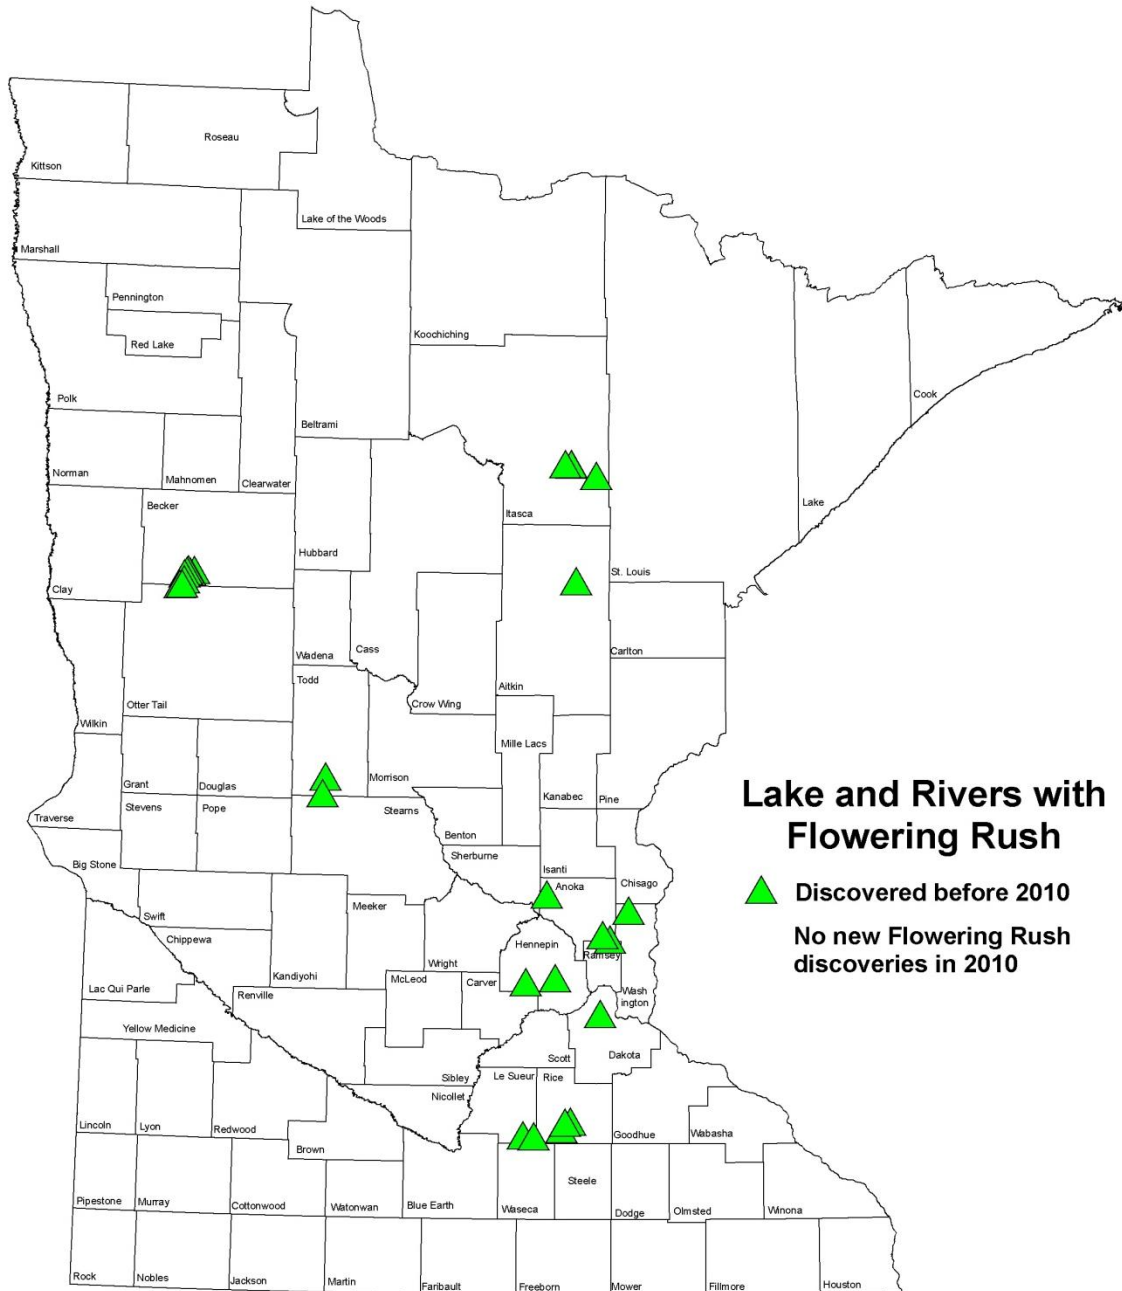 Roseau
Kittson
Lake of the Woods
Marshall
Pennington
Koochiching
Red Lake
Polk
Cook
Beltrami
Norman
Mahnomen
Clearwater
Becker
Lake
Itasca
Hubbard
St. Louis
Clay
Cass
Wadena
Carlton
Todd
Aitkin
Otter Tail
Crow Wing
Wilkin
Mille Lacs
Morrison
Grant
Douglas
Kanabec
Pine
Lake and Rivers with
Flowering Rush
Stevens
Pope
Stearns
Traverse
Benton
Sherburne
Big Stone
Isanti
Anoka
Chisago
Discovered before 2010
Meeker
Swift
No new Flowering Rush
discoveries in 2010
Chippewa
Hennepin
Ramsey
Wright
Kandiyohi
McLeod
Carver
Lac Qui Parle
Renville
Wash
ington
Yellow Medicine
Scott
Dakota
Sibley
Le Sueur
Rice
Nicollet
Lincoln
Lyon
Redwood
Goodhue
Wabasha
Brown
Steele
Pipestone
Murray
Cottonwood
Watonwan
Blue Earth
Waseca
Dodge
Olmsted
Winona
Rock
Nobles
Jackson
Martin
Faribault
Freeborn
Mower
Fillmore
Houston